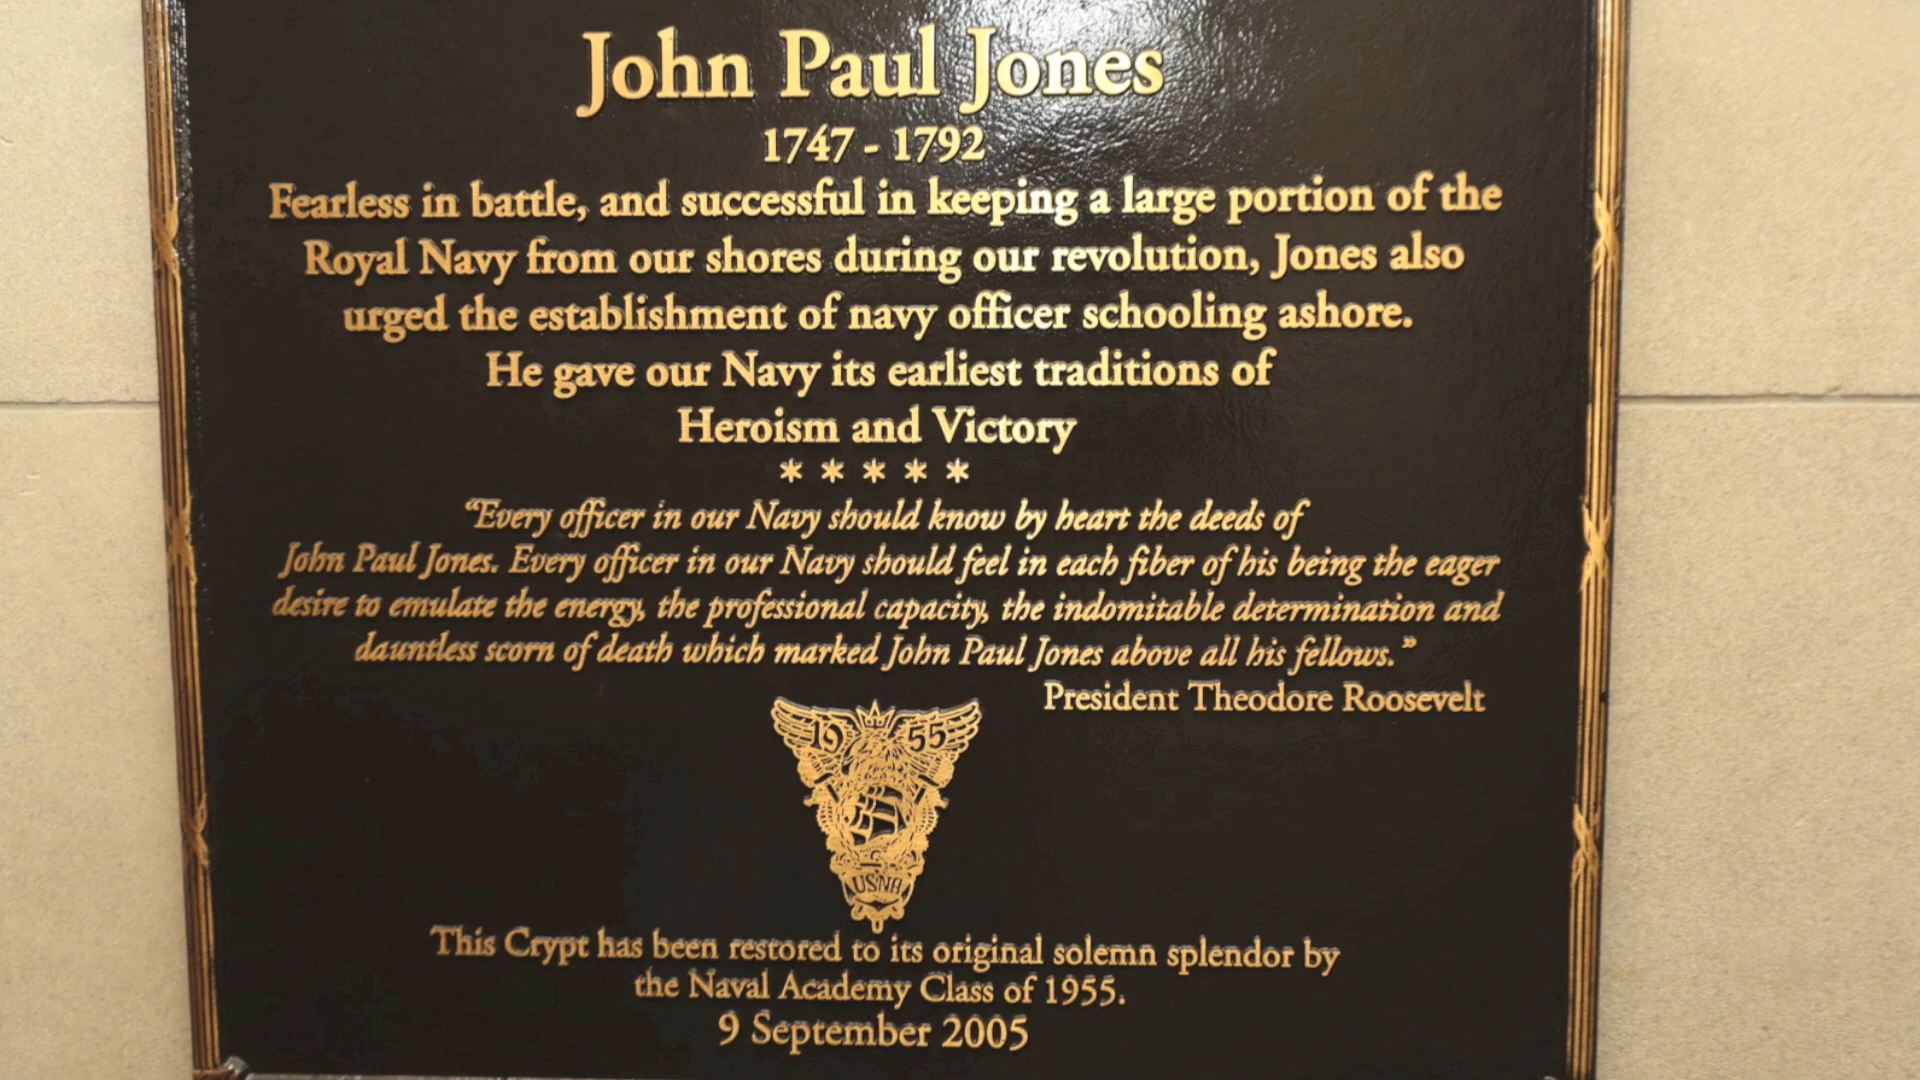 John Paul Jones
1747 - 1792
Fearless in battle, and successful in keeping a large portion of the
Royal Navy from our shores during our revolution, Jones also
urged the establishment of navy officer schooling ashore.
He gave our Navy its earliest traditions of
Heroism and Victory
* * * * *
“Every officer in our Navy should know by heart the deeds of
John Paul Jones. Every officer in our Navy should feel in each fiber of his being the eager
desire to emulate the energy, the professional capacity, the indomitable determination and
dauntless scorn of death which marked John Paul Jones above all his fellows.”
President Theodore Roosevelt
19 55
USNA
This Crypt has been restored to its original solemn splendor by
the Naval Academy Class of 1955.
9 September 2005